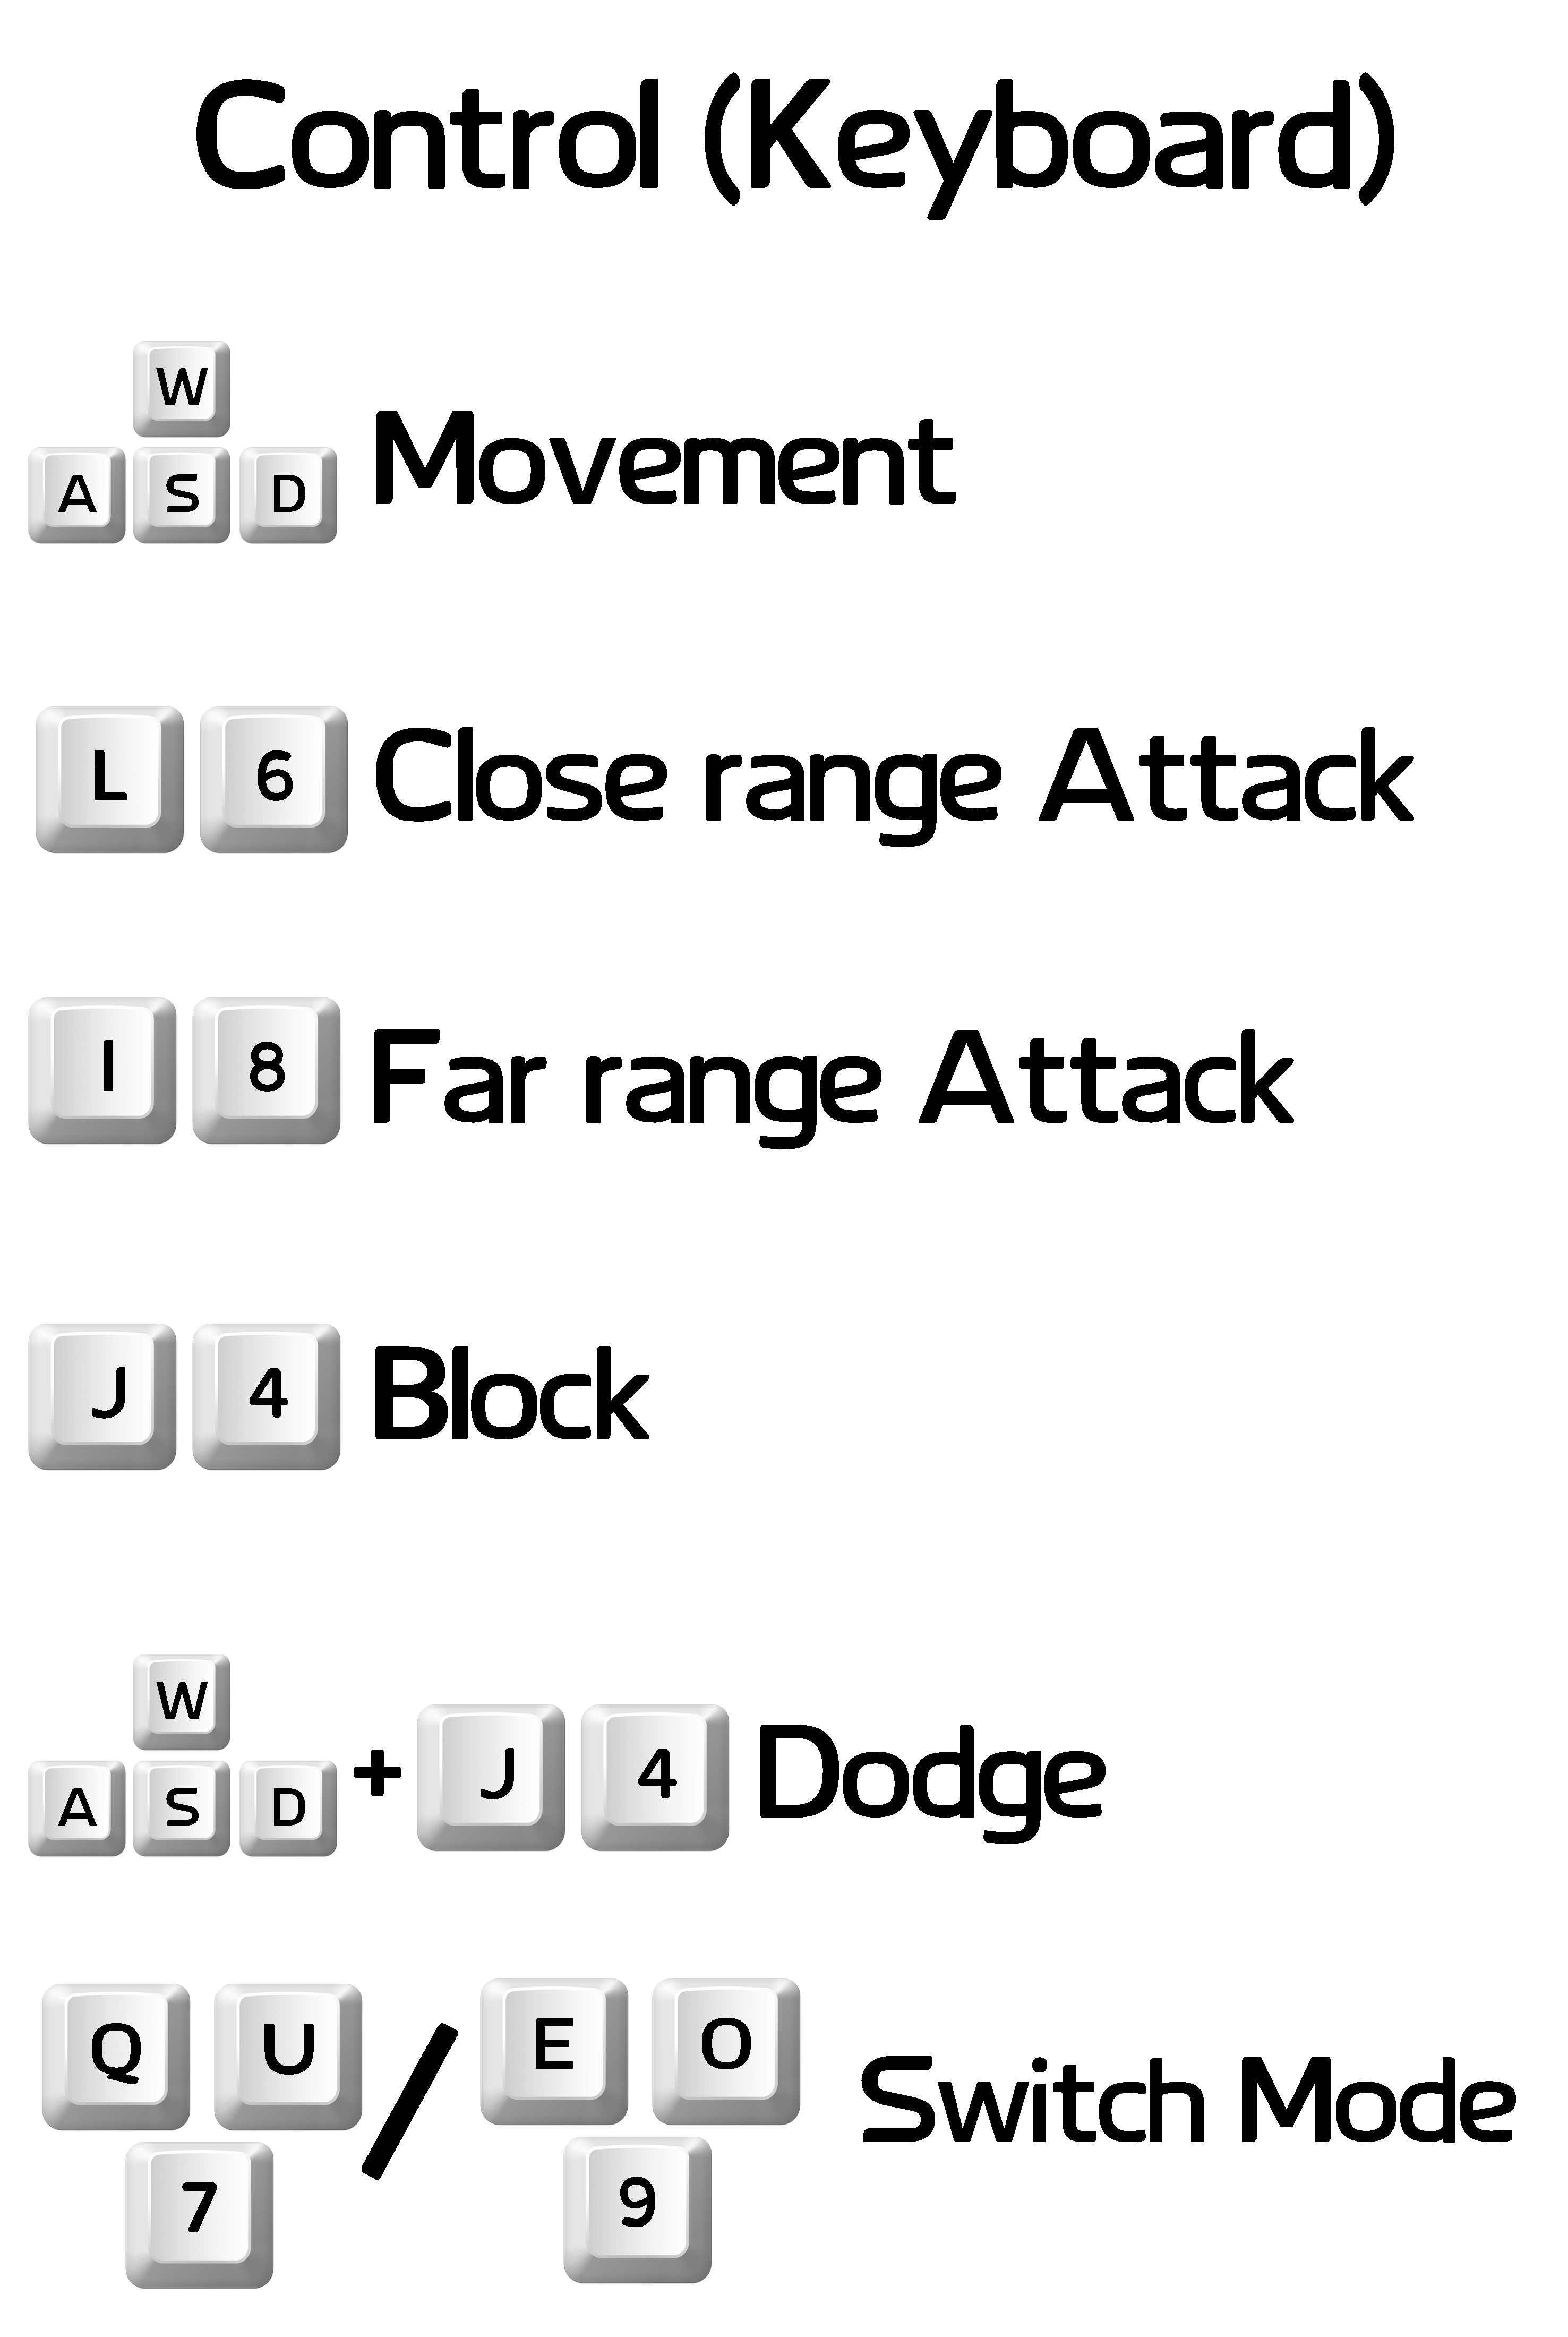 Control (Keyboard)
W
A S D Movement
L 6 Close range Attack
I 8 Far range Attack
J 4 Block
W
A S D + J 4 Dodge
Q U / E O Switch Mode
7 9